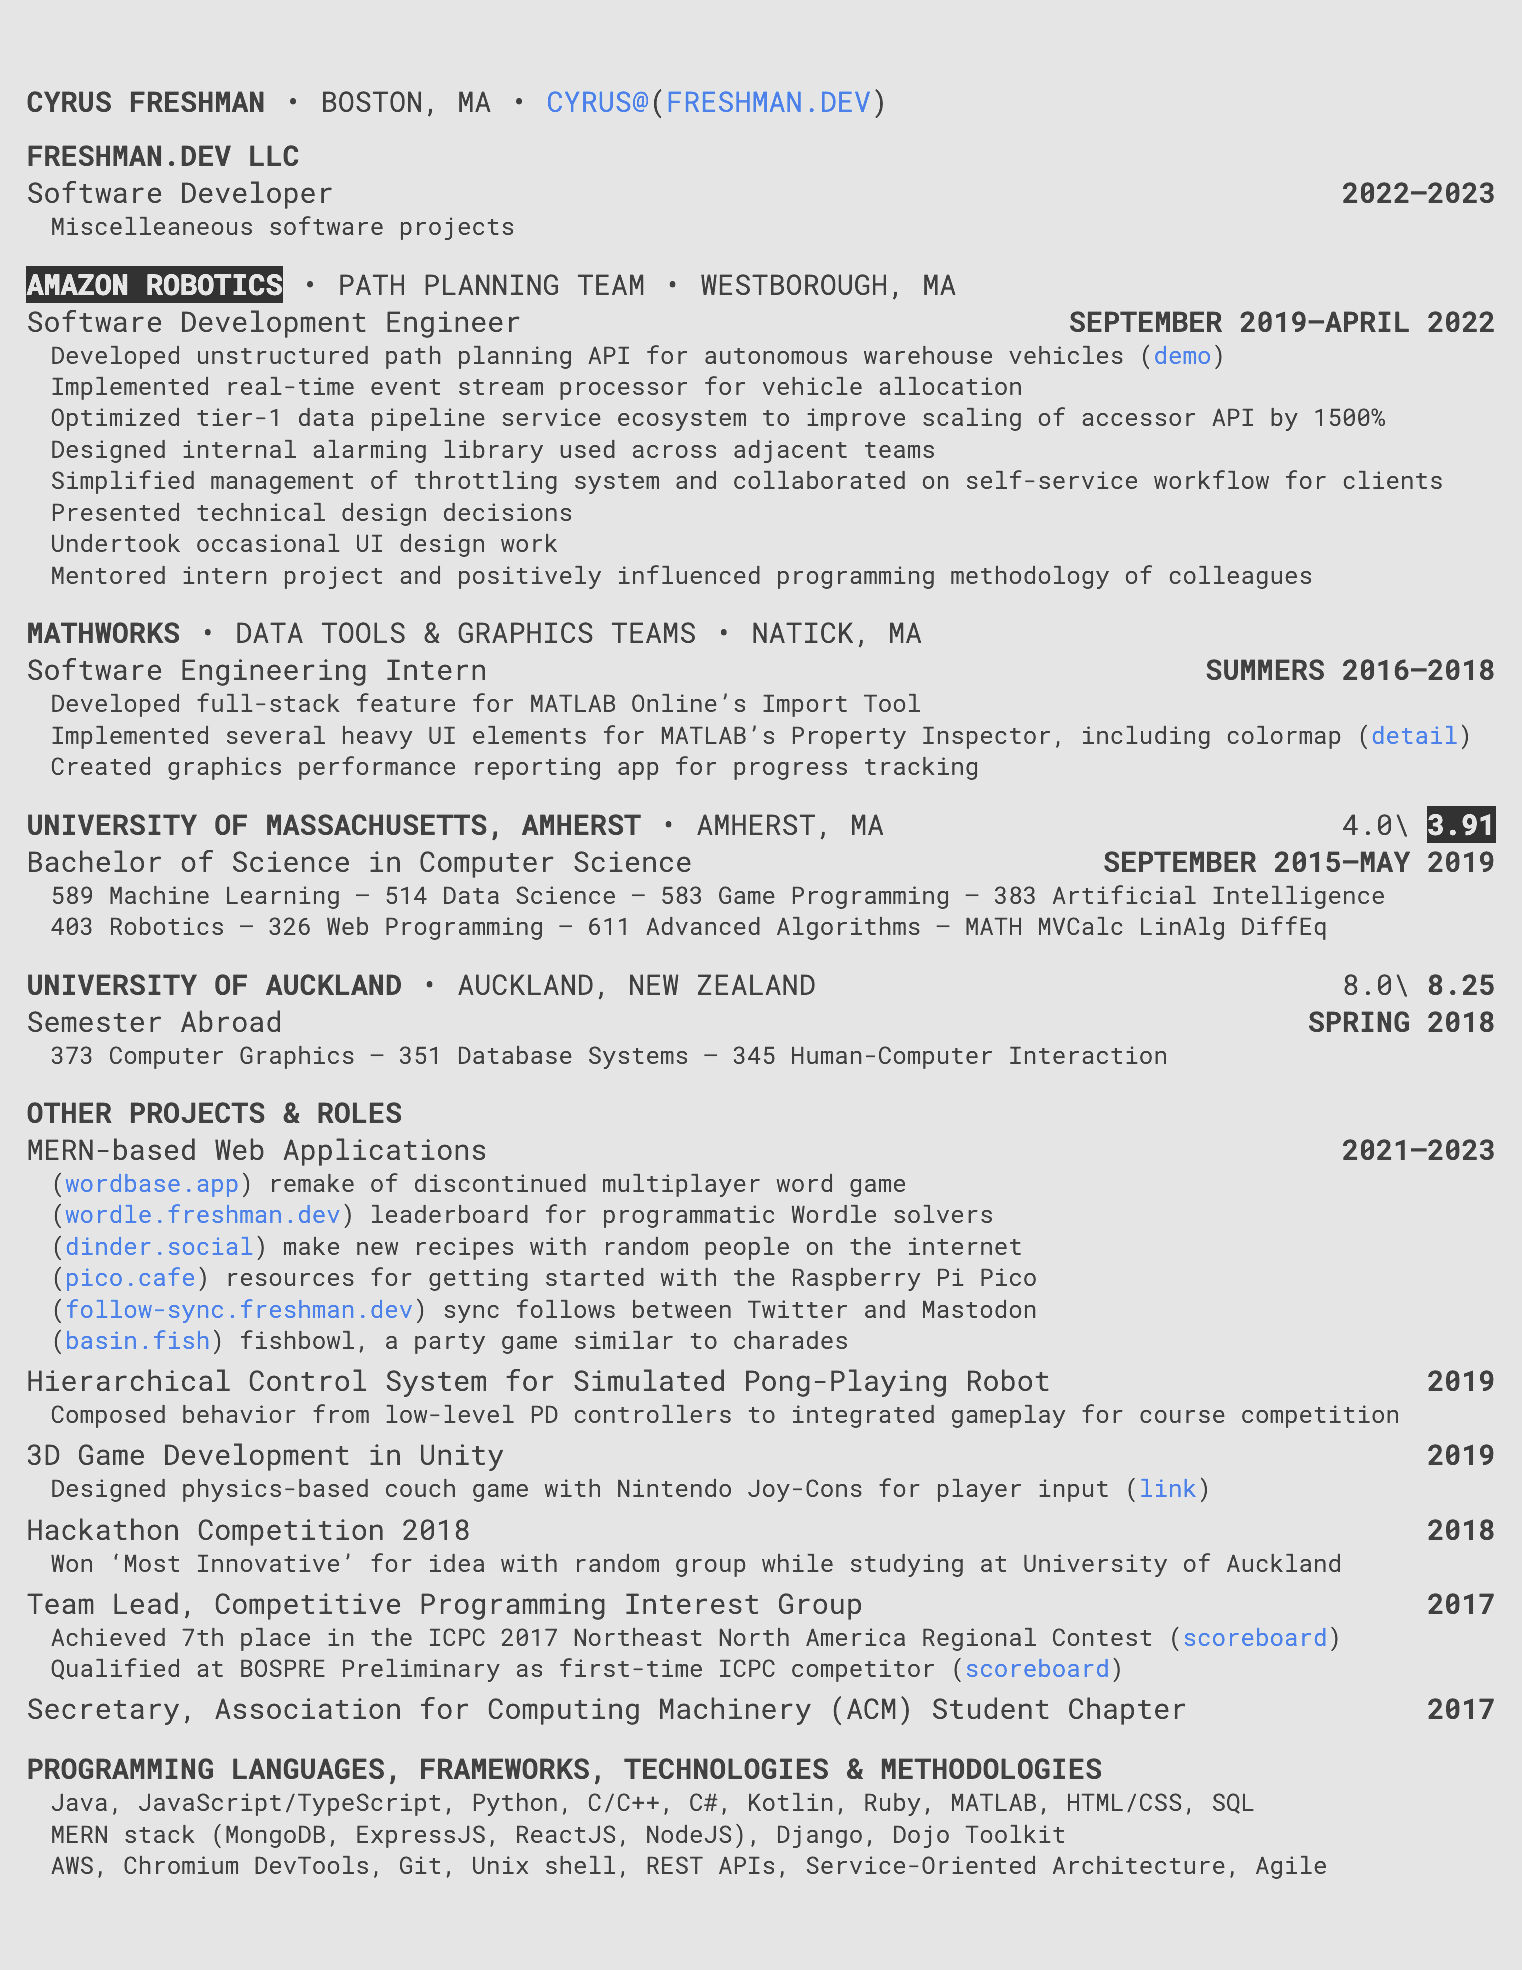 CYRUS FRESHMAN • BOSTON, MA • CYRUS@(FRESHMAN.DEV)
FRESHMAN.DEV LLC
Software Developer 2022–2023
Miscelleaneous software projects
AMAZON ROBOTICS • PATH PLANNING TEAM • WESTBOROUGH, MA
Software Development Engineer SEPTEMBER 2019–APRIL 2022
Developed unstructured path planning API for autonomous warehouse vehicles (demo)
Implemented real-time event stream processor for vehicle allocation
Optimized tier-1 data pipeline service ecosystem to improve scaling of accessor API by 1500%
Designed internal alarming library used across adjacent teams
Simplified management of throttling system and collaborated on self-service workflow for clients
Presented technical design decisions
Undertook occasional UI design work
Mentored intern project and positively influenced programming methodology of colleagues
MATHWORKS • DATA TOOLS & GRAPHICS TEAMS • NATICK, MA
Software Engineering Intern SUMMERS 2016–2018
Developed full-stack feature for MATLAB Online’s Import Tool
Implemented several heavy UI elements for MATLAB’s Property Inspector, including colormap (detail)
Created graphics performance reporting app for progress tracking
UNIVERSITY OF MASSACHUSETTS, AMHERST • AMHERST, MA 4.0\ 3.91
Bachelor of Science in Computer Science SEPTEMBER 2015–MAY 2019
589 Machine Learning – 514 Data Science – 583 Game Programming – 383 Artificial Intelligence
403 Robotics – 326 Web Programming – 611 Advanced Algorithms – MATH MVCalc LinAlg DiffEq
UNIVERSITY OF AUCKLAND • AUCKLAND, NEW ZEALAND 8.0\ 8.25
Semester Abroad SPRING 2018
373 Computer Graphics – 351 Database Systems – 345 Human-Computer Interaction
OTHER PROJECTS & ROLES
MERN-based Web Applications 2021–2023
(wordbase.app) remake of discontinued multiplayer word game
(wordle.freshman.dev) leaderboard for programmatic Wordle solvers
(dinder.social) make new recipes with random people on the internet
(pico.cafe) resources for getting started with the Raspberry Pi Pico
(follow-sync.freshman.dev) sync follows between Twitter and Mastodon
(basin.fish) fishbowl, a party game similar to charades
Hierarchical Control System for Simulated Pong-Playing Robot 2019
Composed behavior from low-level PD controllers to integrated gameplay for course competition
3D Game Development in Unity 2019
Designed physics-based couch game with Nintendo Joy-Cons for player input (link)
Hackathon Competition 2018 2018
Won ‘Most Innovative’ for idea with random group while studying at University of Auckland
Team Lead, Competitive Programming Interest Group 2017
Achieved 7th place in the ICPC 2017 Northeast North America Regional Contest (scoreboard)
Qualified at BOSPRE Preliminary as first-time ICPC competitor (scoreboard)
Secretary, Association for Computing Machinery (ACM) Student Chapter 2017
PROGRAMMING LANGUAGES, FRAMEWORKS, TECHNOLOGIES & METHODOLOGIES
Java, JavaScript/TypeScript, Python, C/C++, C#, Kotlin, Ruby, MATLAB, HTML/CSS, SQL
MERN stack (MongoDB, ExpressJS, ReactJS, NodeJS), Django, Dojo Toolkit
AWS, Chromium DevTools, Git, Unix shell, REST APIs, Service-Oriented Architecture, Agile